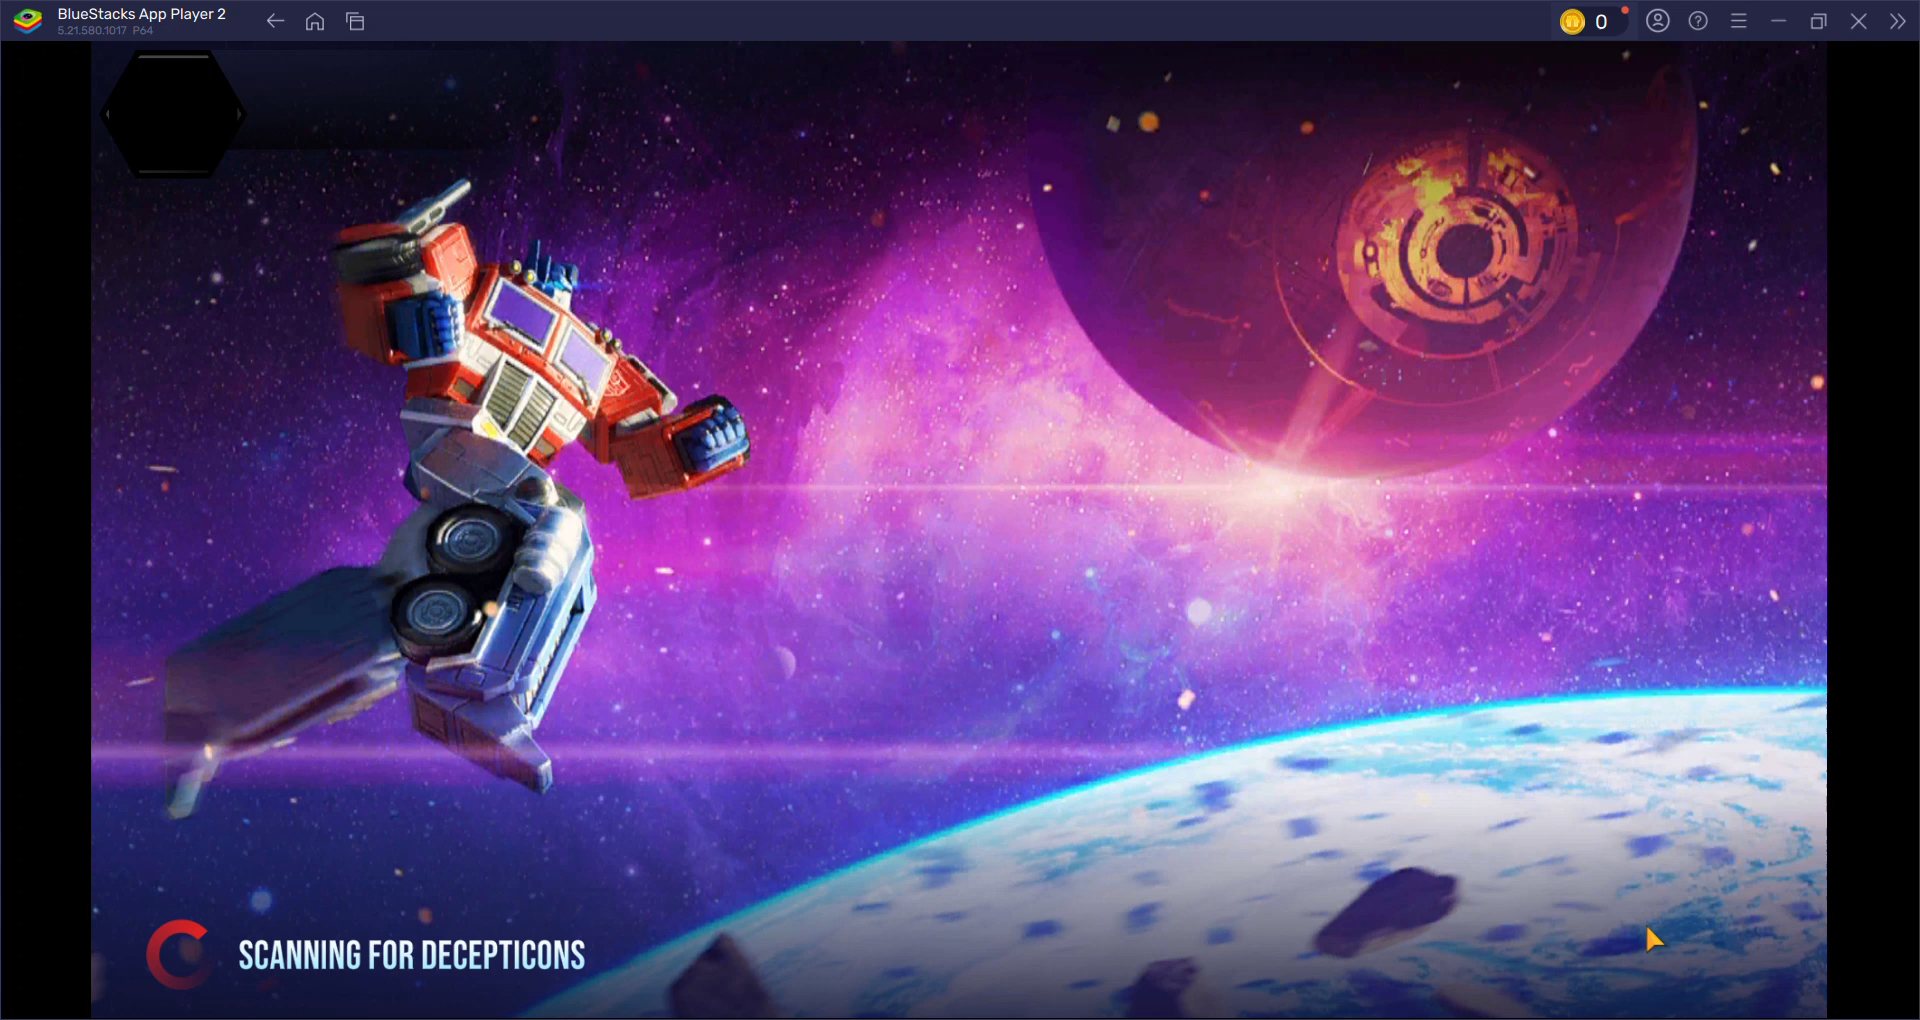 BlueStacks App Player 2
5.21.580.1017 P64
0
SCANNING FOR DECEPTICONS